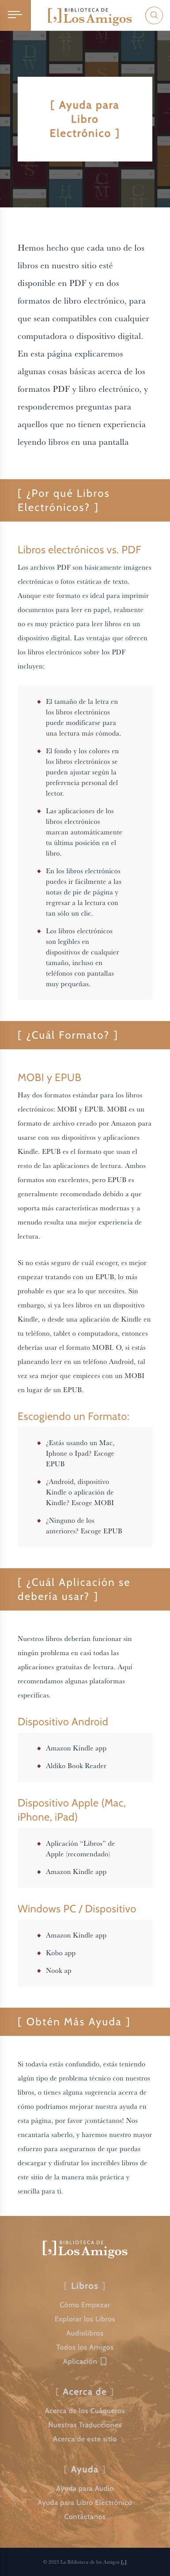 BIBLIOTECA DE
Los Amigos
[ Ayuda para
Libro
Electrónico ]
Hemos hecho que cada uno de los
libros en nuestro sitio esté
disponible en PDF y en dos
formatos de libro electrónico, para
que sean compatibles con cualquier
computadora o dispositivo digital.
En esta página explicaremos
algunas cosas básicas acerca de los
formatos PDF y libro electrónico, y
responderemos preguntas para
aquellos que no tienen experiencia
leyendo libros en una pantalla
[ ¿Por qué Libros
Electrónicos? ]
Libros electrónicos vs. PDF
Los archivos PDF son básicamente imágenes
electrónicas o fotos estáticas de texto.
Aunque este formato es ideal para imprimir
documentos para leer en papel, realmente
no es muy práctico para leer libros en un
dispositivo digital. Las ventajas que ofrecen
los libros electrónicos sobre los PDF
incluyen:
El tamaño de la letra en
los libros electrónicos
puede modificarse para
una lectura más cómoda.
El fondo y los colores en
los libros electrónicos se
pueden ajustar según la
preferencia personal del
lector.
Las aplicaciones de los
libros electrónicos
marcan automáticamente
tu última posición en el
libro.
En los libros electrónicos
puedes ir fácilmente a las
notas de pie de página y
regresar a la lectura con
tan sólo un clic.
Los libros electrónicos
son legibles en
dispositivos de cualquier
tamaño, incluso en
teléfonos con pantallas
muy pequeñas.
[ ¿Cuál Formato? ]
MOBI y EPUB
Hay dos formatos estándar para los libros
electrónicos: MOBI y EPUB. MOBI es un
formato de archivo creado por Amazon para
usarse con sus dispositivos y aplicaciones
Kindle. EPUB es el formato que usan el
resto de las aplicaciones de lectura. Ambos
formatos son excelentes, pero EPUB es
generalmente recomendado debido a que
soporta más características modernas y a
menudo resulta una mejor experiencia de
lectura.
Si no estás seguro de cuál escoger, es mejor
empezar tratando con un EPUB, lo más
probable es que sea lo que necesites. Sin
embargo, si ya lees libros en un dispositivo
Kindle, o desde una aplicación de Kindle en
tu teléfono, tablet o computadora, entonces
deberías usar el formato MOBI. O, si estás
planeando leer en un teléfono Android, tal
vez sea mejor que empieces con un MOBI
en lugar de un EPUB.
Escogiendo un Formato:
¿Estás usando un Mac,
Iphone o Ipad? Escoge
EPUB
¿Android, dispositivo
Kindle o aplicación de
Kindle? Escoge MOBI
¿Ninguno de los
anteriores? Escoge EPUB
[ ¿Cuál Aplicación se
debería usar? ]
Nuestros libros deberían funcionar sin
ningún problema en casi todas las
aplicaciones gratuitas de lectura. Aquí
recomendamos algunas plataformas
específicas.
Dispositivo Android
Amazon Kindle app
Aldiko Book Reader
Dispositivo Apple (Mac,
iPhone, iPad)
Aplicación “Libros” de
Apple (recomendado)
Amazon Kindle app
Windows PC / Dispositivo
Amazon Kindle app
Kobo app
Nook ap
[ Obtén Más Ayuda ]
Si todavía estás confundido, estás teniendo
algún tipo de problema técnico con nuestros
libros, o tienes alguna sugerencia acerca de
cómo podríamos mejorar nuestra ayuda en
esta página, por favor ¡contáctanos! Nos
encantaría saberlo, y haremos nuestro mayor
esfuerzo para asegurarnos de que puedas
descargar y disfrutar los increíbles libros de
este sitio de la manera más práctica y
sencilla para ti.
BIBLIOTECA DE
Los Amigos
[ Libros ]
Cómo Empezar
Explorar los Libros
Audiolibros
Todos los Amigos
Aplicación
[ Acerca de ]
Acerca de los Cuáqueros
Nuestras Traducciones
Acerca de este sitio
[ Ayuda ]
Ayuda para Audio
Ayuda para Libro Electrónico
Contáctanos
© 2025 La Biblioteca de los Amigos [.]